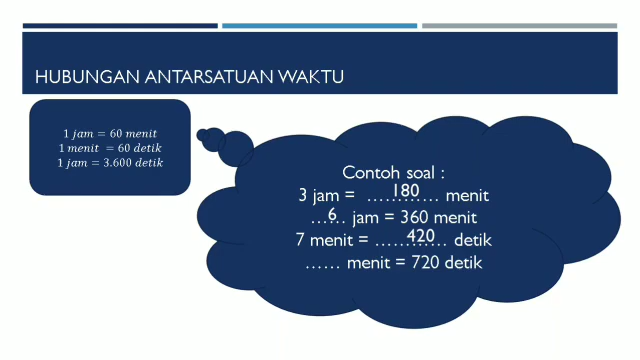 HUBUNGAN ANTARSATUAN WAKTU
1 jam = 60 menit
1 menit = 60 detik
1 jam = 3.600 detik
Contoh soal :
3 jam = ....180........ menit
...6... jam = 360 menit
7 menit = .....420....... detik
...... menit = 720 detik